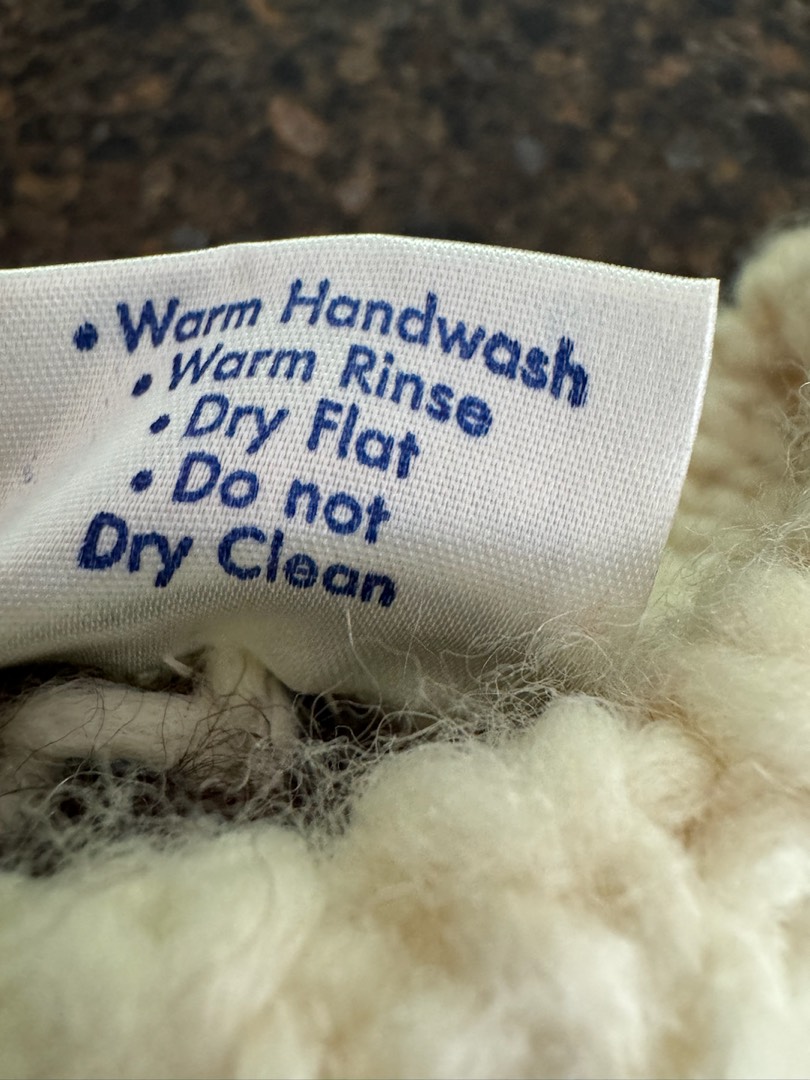 • Warm Handwash
• Warm Rinse
• Dry Flat
• Do not
Dry Clean